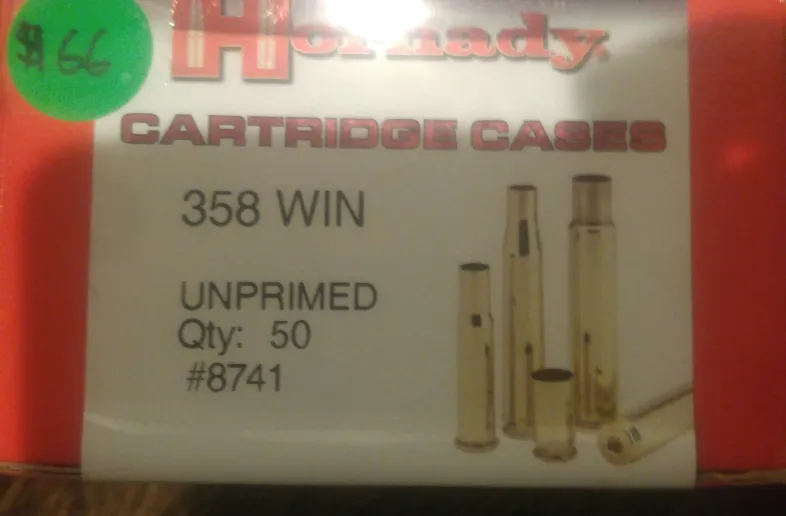 $66
Hornady®
CARTRIDGE CASES
358 WIN
UNPRIMED
Qty: 50
#8741